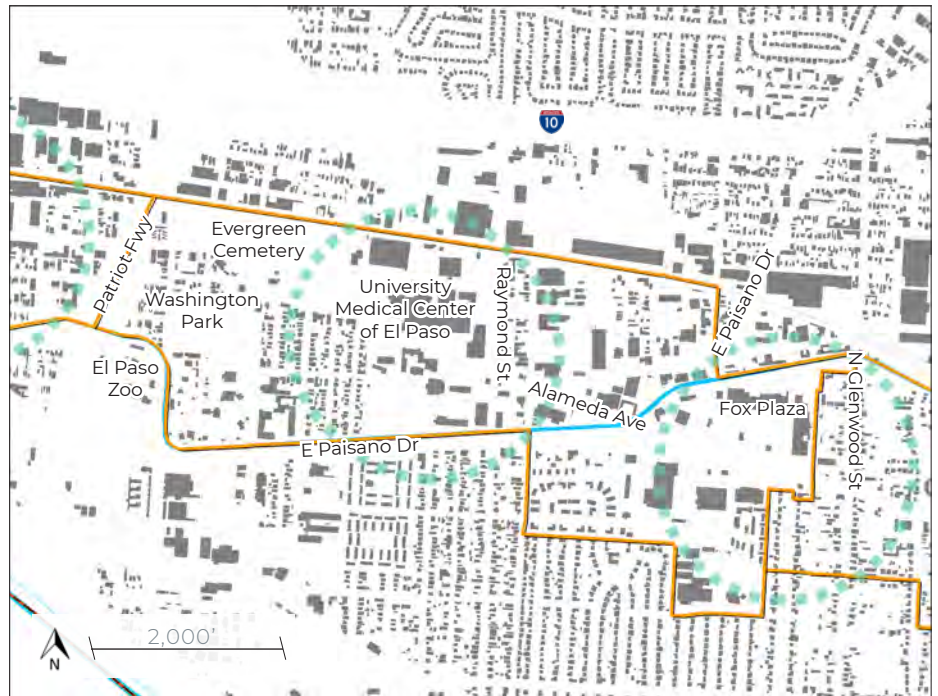 10
Evergreen
Cemetery
Patriot Fwy
Washington
Park
University
Medical Center
of El Paso
Raymond St.
E Paisano Dr
El Paso
Zoo
Alameda Ave
Fox Plaza
N Glenwood St.
E Paisano Dr
2,000'
N